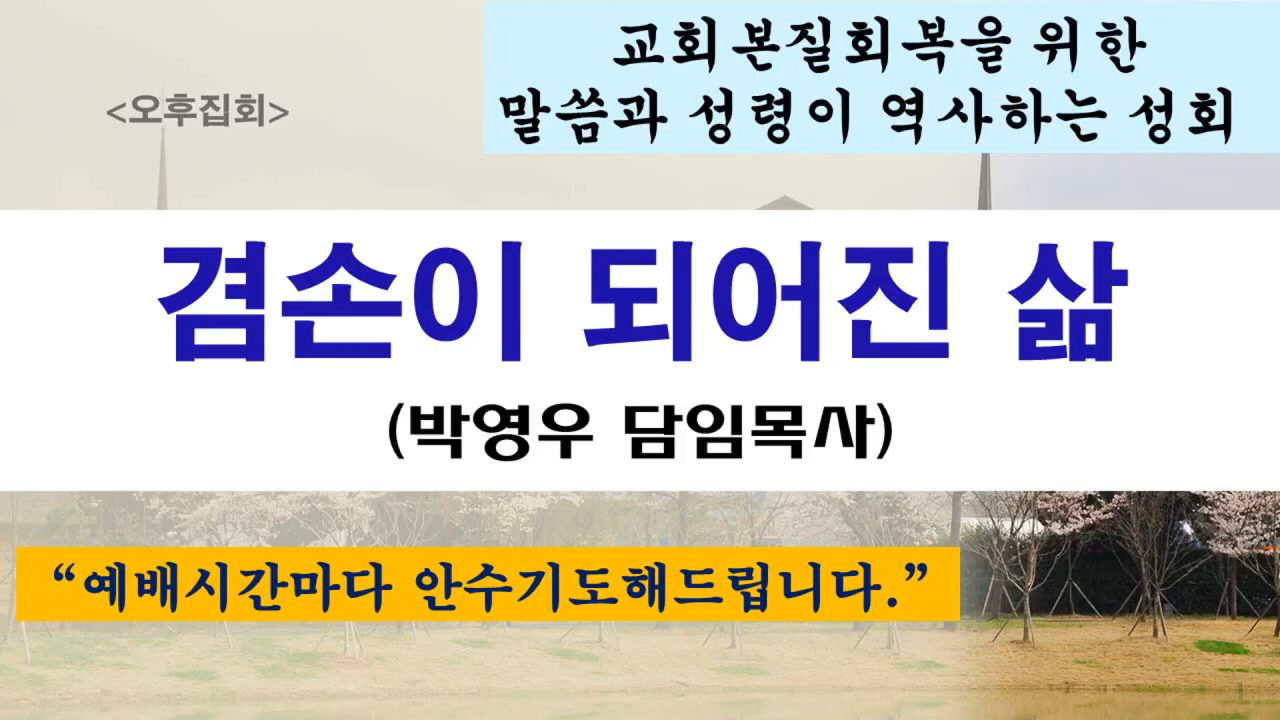 교회본질회복을 위한
말씀과 성령이 역사하는 성회
<오후집회>
겸손이 되어진 삶
(박영우 담임목사)
“예배시간마다 안수기도해드립니다.”